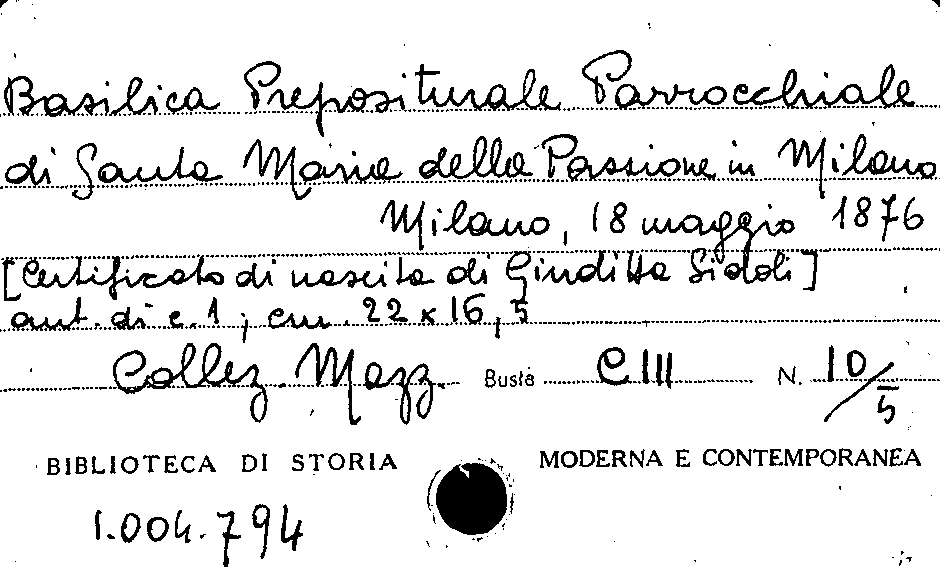 Basilica Prepositurale Parrocchiale
di Santa Maria della Passione in Milano
Milano, 18 maggio 1876
[Certificato di nascita di Giuditta Sidoli]
aut. di c. 1 ; cm. 22 x 16,5
Collez. Mazz. Busta C III N. 10/5
BIBLIOTECA DI STORIA MODERNA E CONTEMPORANEA
1.004.794